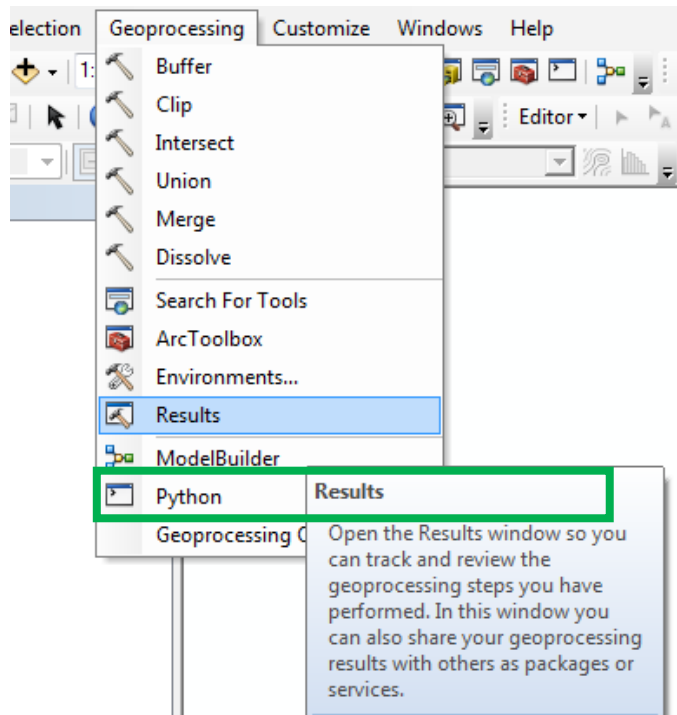 election Geoprocessing Customize Windows Help
1:
Buffer
Clip
Intersect
Editor
Union
Merge
Dissolve
Search For Tools
ArcToolbox
Environments...
Results
ModelBuilder
Python
Geoprocessing
Results
Open the Results window so you
can track and review the
geoprocessing steps you have
performed. In this window you
can also share your geoprocessing
results with others as packages or
services.